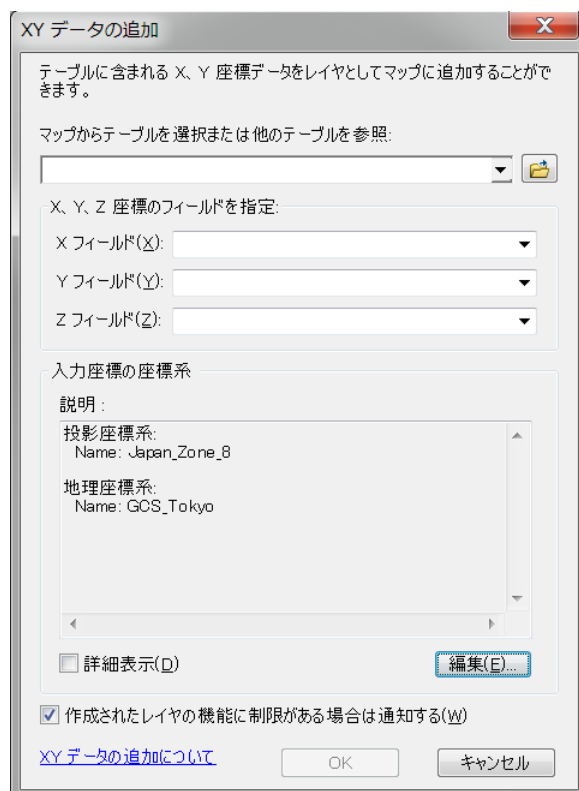 XY データの追加
テーブルに含まれる X、Y 座標データをレイヤとしてマップに追加することがで
きます。
マップからテーブルを選択または他のテーブルを参照:
X、Y、Z 座標のフィールドを指定:
X フィールド(X):
Y フィールド(Y):
Z フィールド(Z):
入力座標の座標系
説明 :
投影座標系:
Name: Japan_Zone_8
地理座標系:
Name: GCS_Tokyo
詳細表示(D)
編集(E)...
作成されたレイヤの機能に制限がある場合は通知する(W)
XY データの追加について
OK
キャンセル